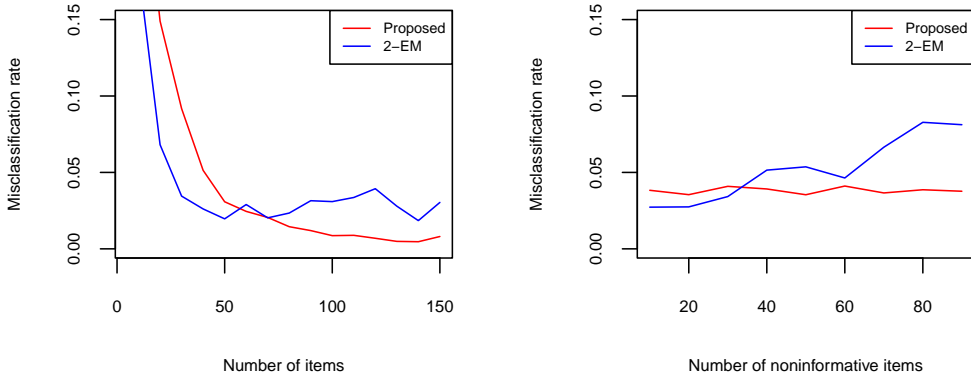 Misclassification rate
0.15
0.10
0.05
0.00
Proposed
2−EM
0
50
100
150
Number of items
Misclassification rate
0.15
0.10
0.05
0.00
Proposed
2−EM
20
40
60
80
Number of noninformative items